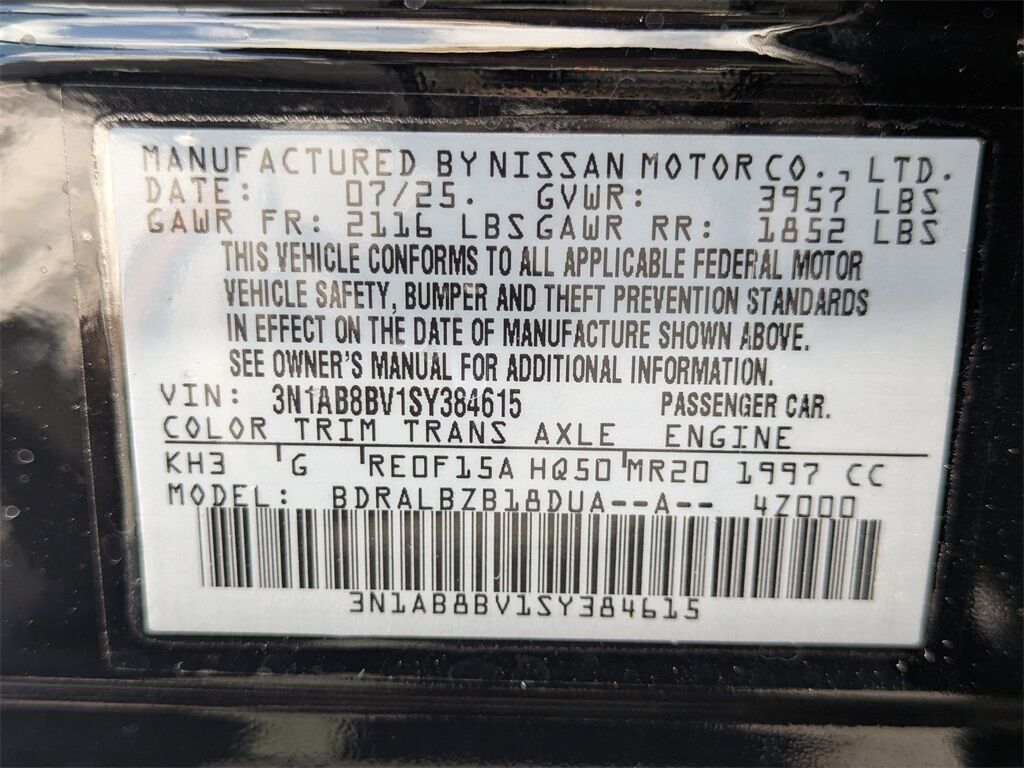 MANUFACTURED BY NISSAN MOTOR CO., LTD.
DATE: 07/25. GVWR: 3957 LBS
GAWR FR: 2116 LBS GAWR RR: 1852 LBS
THIS VEHICLE CONFORMS TO ALL APPLICABLE FEDERAL MOTOR
VEHICLE SAFETY, BUMPER AND THEFT PREVENTION STANDARDS
IN EFFECT ON THE DATE OF MANUFACTURE SHOWN ABOVE.
SEE OWNER'S MANUAL FOR ADDITIONAL INFORMATION.
VIN: 3N1AB8BV1SY384615 PASSENGER CAR.
COLOR TRIM TRANS AXLE ENGINE
KH3 G RE0F15A HQ50 MR20 1997 CC
MODEL: BDRALBZB18DUA--A-- 4Z000
3N1AB8BV1SY384615